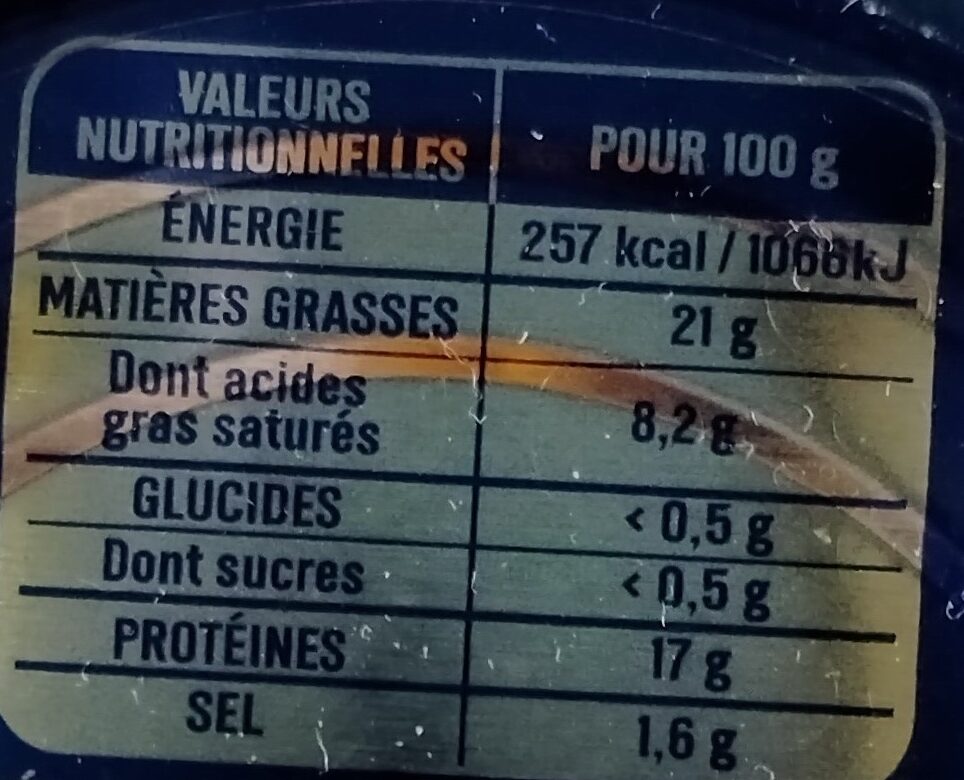 VALEURS
NUTRITIONNELLES
POUR 100 g
ÉNERGIE 257 kcal / 1066kJ
MATIÈRES GRASSES 21 g
Dont acides
gras saturés 8,2 g
GLUCIDES < 0,5 g
Dont sucres < 0,5 g
PROTÉINES 17 g
SEL 1,6 g